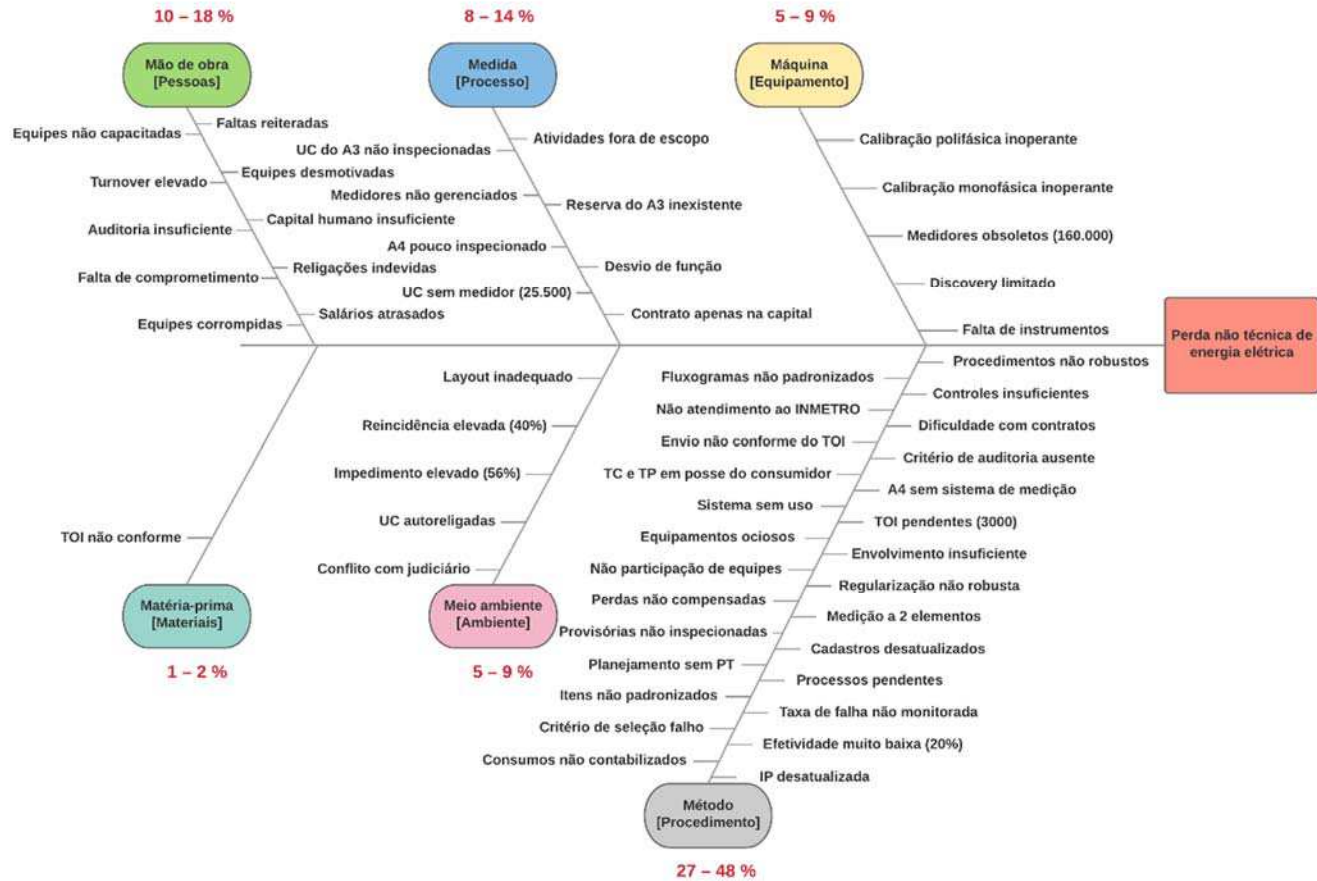 10 – 18 %
8 – 14 %
5 – 9 %
Mão de obra
[Pessoas]
Medida
[Processo]
Máquina
[Equipamento]
Faltas reiteradas
Equipes não capacitadas
Equipes desmotivadas
Turnover elevado
Capital humano insuficiente
Auditoria insuficiente
Religações indevidas
Falta de comprometimento
Salários atrasados
Equipes corrompidas
Atividades fora de escopo
UC do A3 não inspecionadas
Medidores não gerenciados
Reserva do A3 inexistente
A4 pouco inspecionado
Desvio de função
UC sem medidor (25.500)
Contrato apenas na capital
Calibração polifásica inoperante
Calibração monofásica inoperante
Medidores obsoletos (160.000)
Discovery limitado
Falta de instrumentos
Perda não técnica de
energia elétrica
TOI não conforme
Matéria-prima
[Materiais]
1 – 2 %
Layout inadequado
Reincidência elevada (40%)
Impedimento elevado (56%)
UC autoreligadas
Conflito com judiciário
Meio ambiente
[Ambiente]
5 – 9 %
Procedimentos não robustos
Fluxogramas não padronizados
Controles insuficientes
Não atendimento ao INMETRO
Dificuldade com contratos
Envio não conforme do TOI
Critério de auditoria ausente
TC e TP em posse do consumidor
A4 sem sistema de medição
Sistema sem uso
TOI pendentes (3000)
Equipamentos ociosos
Envolvimento insuficiente
Não participação de equipes
Regularização não robusta
Perdas não compensadas
Medição a 2 elementos
Provisórias não inspecionadas
Cadastros desatualizados
Planejamento sem PT
Processos pendentes
Itens não padronizados
Taxa de falha não monitorada
Critério de seleção falho
Efetividade muito baixa (20%)
Consumos não contabilizados
IP desatualizada
Método
[Procedimento]
27 – 48 %